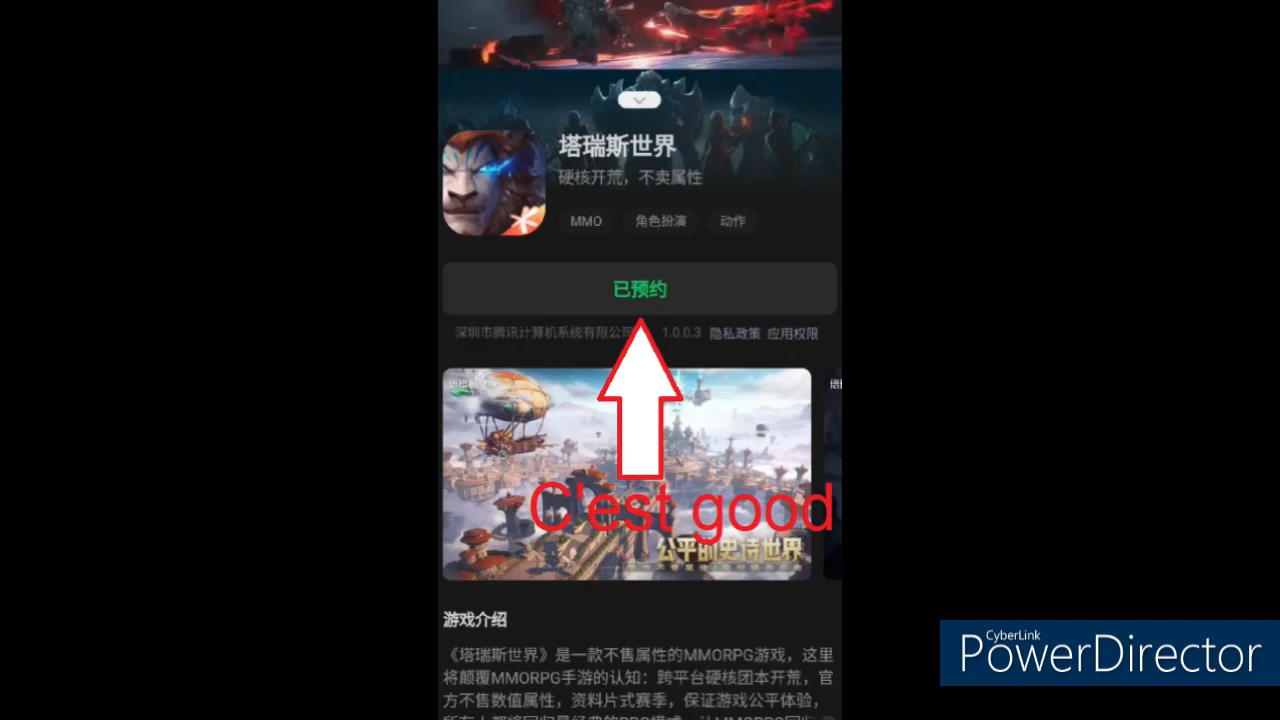 塔瑞斯世界
硬核开荒，不卖属性
MMO 角色扮演 动作
已预约
深圳市腾讯计算机系统有限公司 1.0.0.3 隐私政策 应用权限
C'est good
公平的史诗世界
游戏介绍
《塔瑞斯世界》是一款不售属性的MMORPG游戏，这里
将颠覆MMORPG手游的认知：跨平台硬核团本开荒，官
方不售数值属性，资料片式赛季，保证游戏公平体验，
CyberLink
PowerDirector